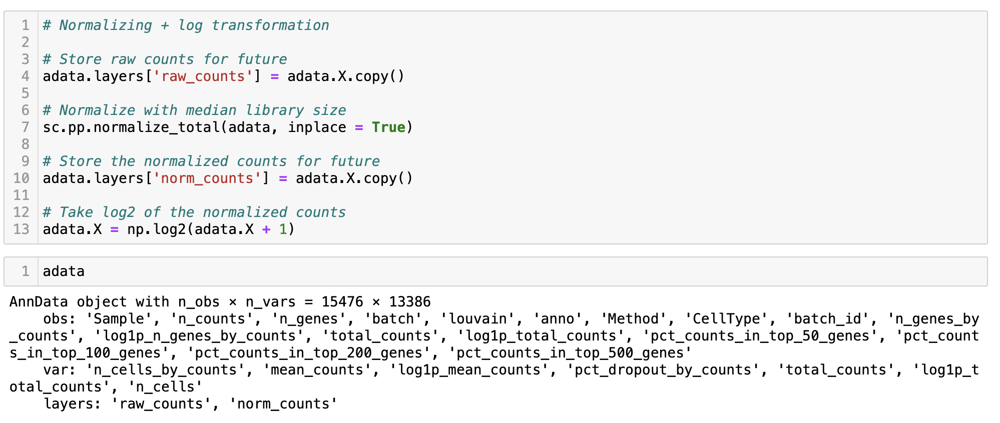 1 # Normalizing + log transformation
2
3 # Store raw counts for future
4 adata.layers['raw_counts'] = adata.X.copy()
5
6 # Normalize with median library size
7 sc.pp.normalize_total(adata, inplace = True)
8
9 # Store the normalized counts for future
10 adata.layers['norm_counts'] = adata.X.copy()
11
12 # Take log2 of the normalized counts
13 adata.X = np.log2(adata.X + 1)
1 adata
AnnData object with n_obs × n_vars = 15476 × 13386
    obs: 'Sample', 'n_counts', 'n_genes', 'batch', 'louvain', 'anno', 'Method', 'CellType', 'batch_id', 'n_genes_by
_counts', 'log1p_n_genes_by_counts', 'total_counts', 'log1p_total_counts', 'pct_counts_in_top_50_genes', 'pct_count
s_in_top_100_genes', 'pct_counts_in_top_200_genes', 'pct_counts_in_top_500_genes'
    var: 'n_cells_by_counts', 'mean_counts', 'log1p_mean_counts', 'pct_dropout_by_counts', 'total_counts', 'log1p_t
otal_counts', 'n_cells'
    layers: 'raw_counts', 'norm_counts'